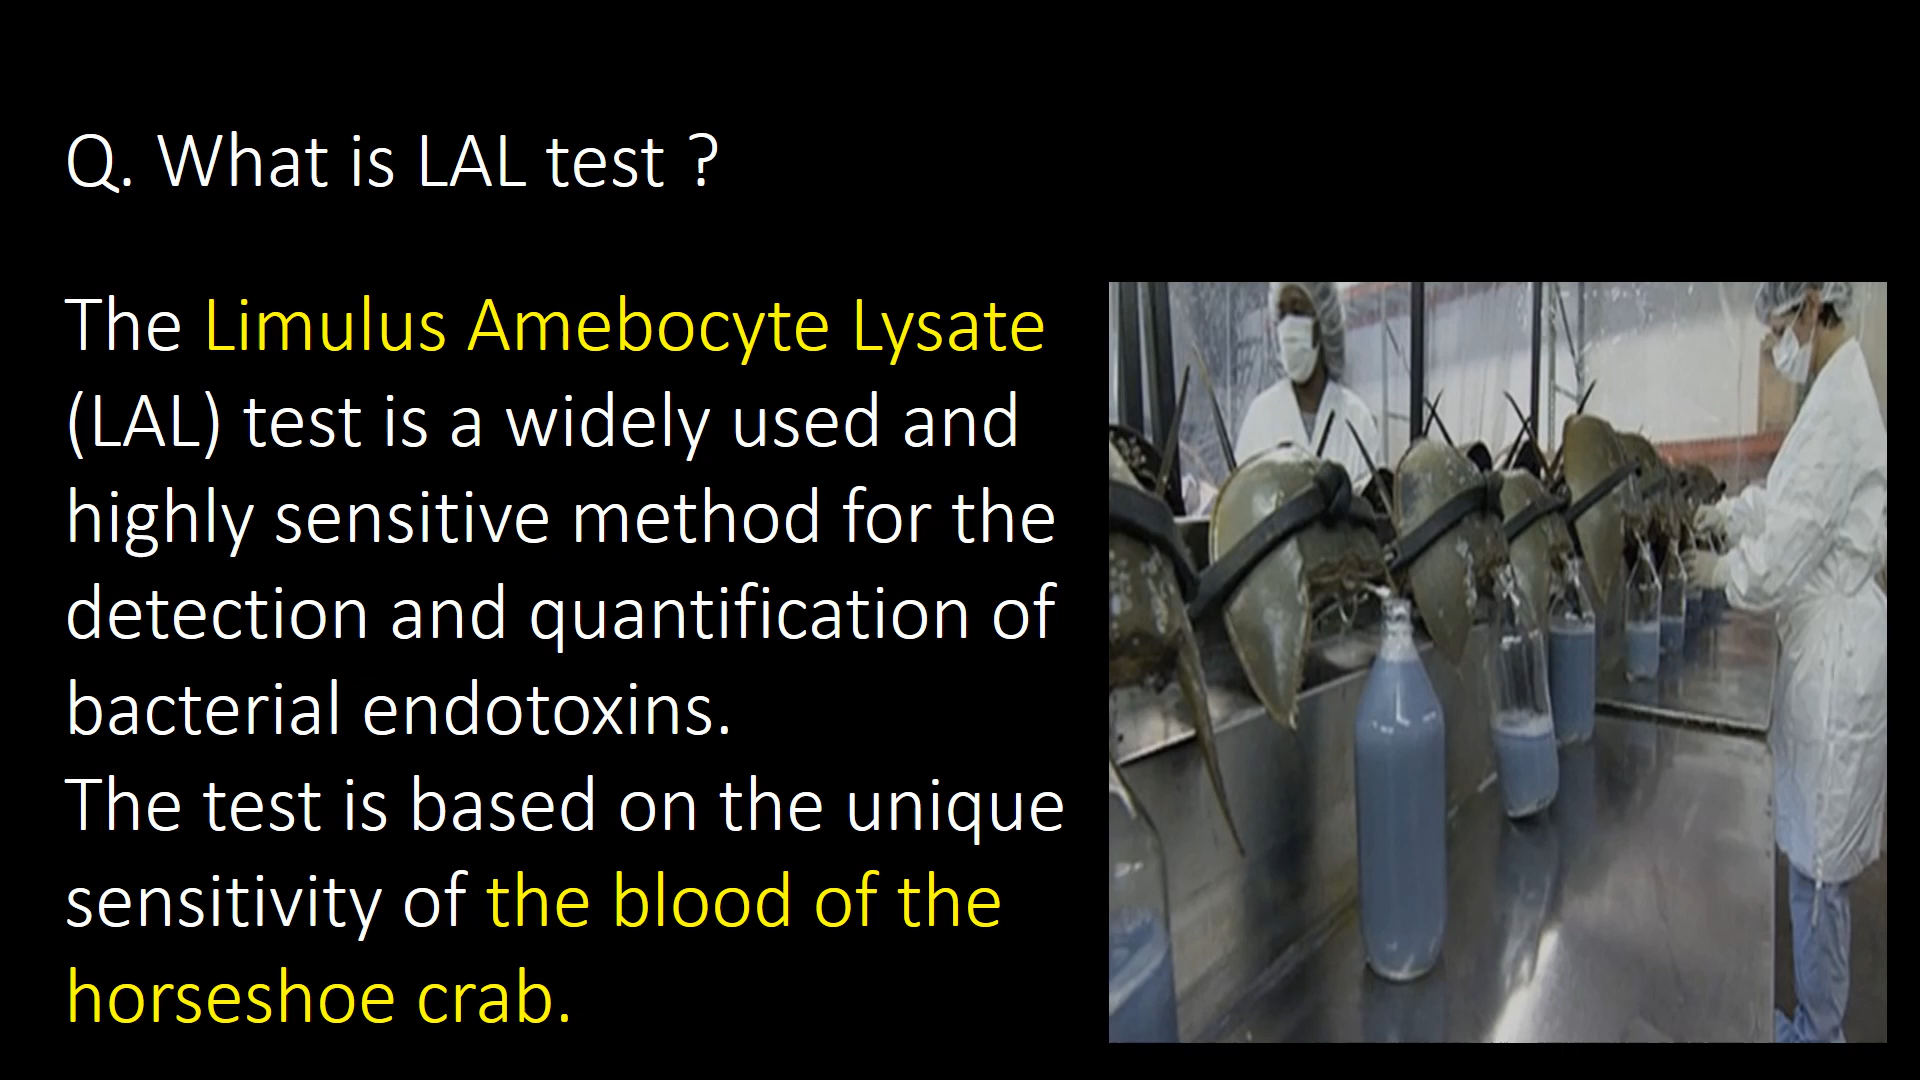 Q. What is LAL test ?
The Limulus Amebocyte Lysate
(LAL) test is a widely used and
highly sensitive method for the
detection and quantification of
bacterial endotoxins.
The test is based on the unique
sensitivity of the blood of the
horseshoe crab.